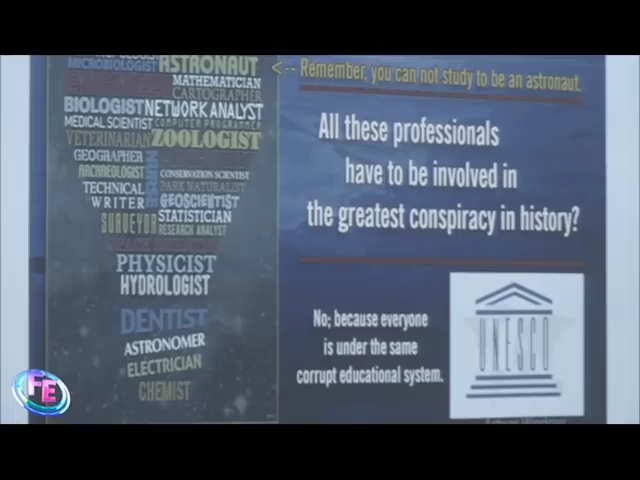 MICROBIOLOGIST ASTRONAUT
<-- Remember, you can not study to be an astronaut.
MATHEMATICIAN
CARTOGRAPHER
BIOLOGIST NETWORK ANALYST
MEDICAL SCIENTIST COMPUTER PROGRAMMER
VETERINARIAN ZOOLOGIST
GEOGRAPHER
ARCHAEOLOGIST
NURSE
CONSERVATION SCIENTIST
TECHNICAL
WRITER
PARK NATURALIST
GEOSCIENTIST
SURVEYOR
STATISTICIAN
RESEARCH ANALYST
PHYSICIST
HYDROLOGIST
DENTIST
ASTRONOMER
ELECTRICIAN
CHEMIST
All these professionals
have to be involved in
the greatest conspiracy in history?
No; because everyone
is under the same
corrupt educational system.
UNESCO
FE